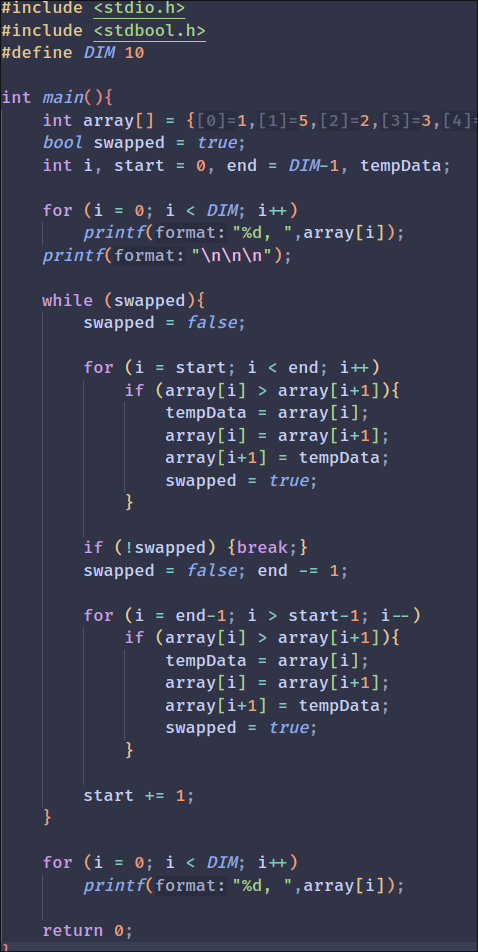 #include <stdio.h>
#include <stdbool.h>
#define DIM 10
int main(){
int array[] = {[0]=1,[1]=5,[2]=2,[3]=3,[4]=
bool swapped = true;
int i, start = 0, end = DIM-1, tempData;
for (i = 0; i < DIM; i++)
printf(format: "%d, ",array[i]);
printf(format: "\n\n\n");
while (swapped){
swapped = false;
for (i = start; i < end; i++)
if (array[i] > array[i+1]){
tempData = array[i];
array[i] = array[i+1];
array[i+1] = tempData;
swapped = true;
}
if (!swapped) {break;}
swapped = false; end -= 1;
for (i = end-1; i > start-1; i--)
if (array[i] > array[i+1]){
tempData = array[i];
array[i] = array[i+1];
array[i+1] = tempData;
swapped = true;
}
start += 1;
}
for (i = 0; i < DIM; i++)
printf(format: "%d, ",array[i]);
return 0;
}